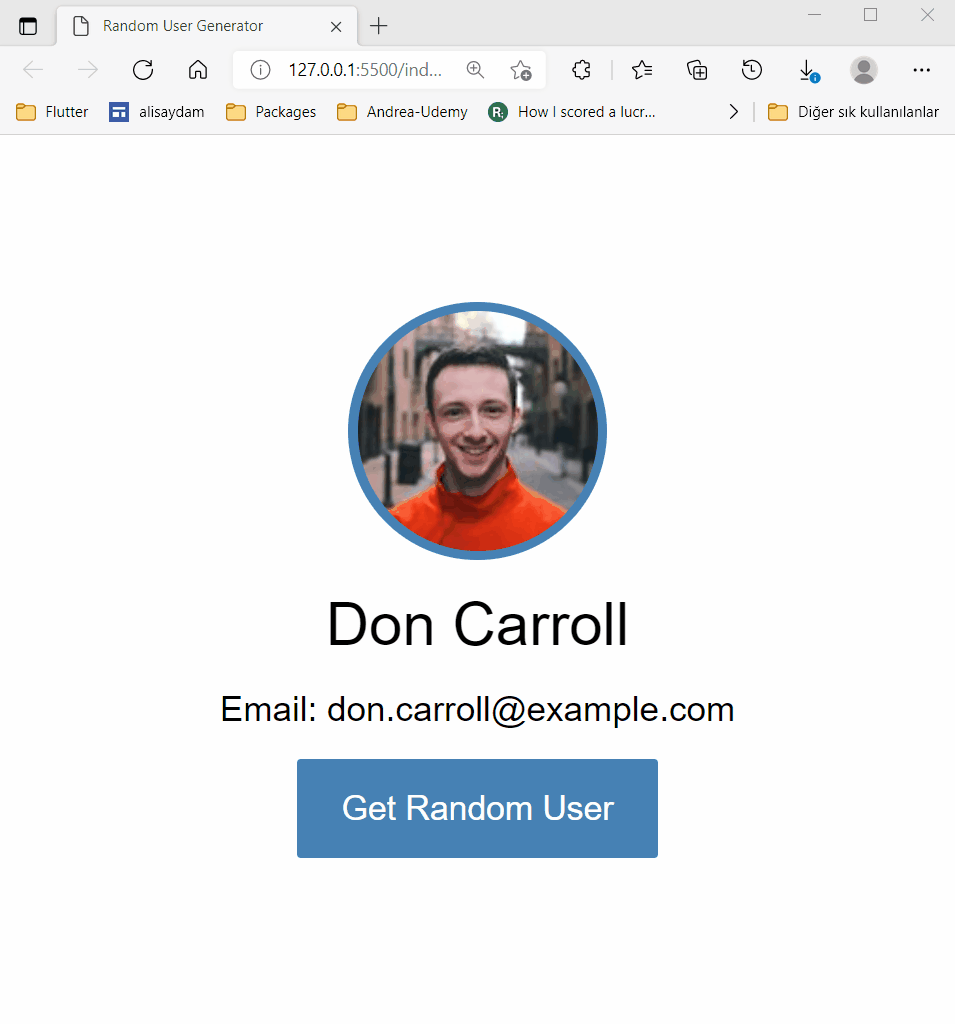 Random User Generator
127.0.0.1:5500/ind...
Flutter
alisaydam
Packages
Andrea-Udemy
How I scored a lucr...
Diğer sık kullanılanlar
Don Carroll
Email: don.carroll@example.com
Get Random User